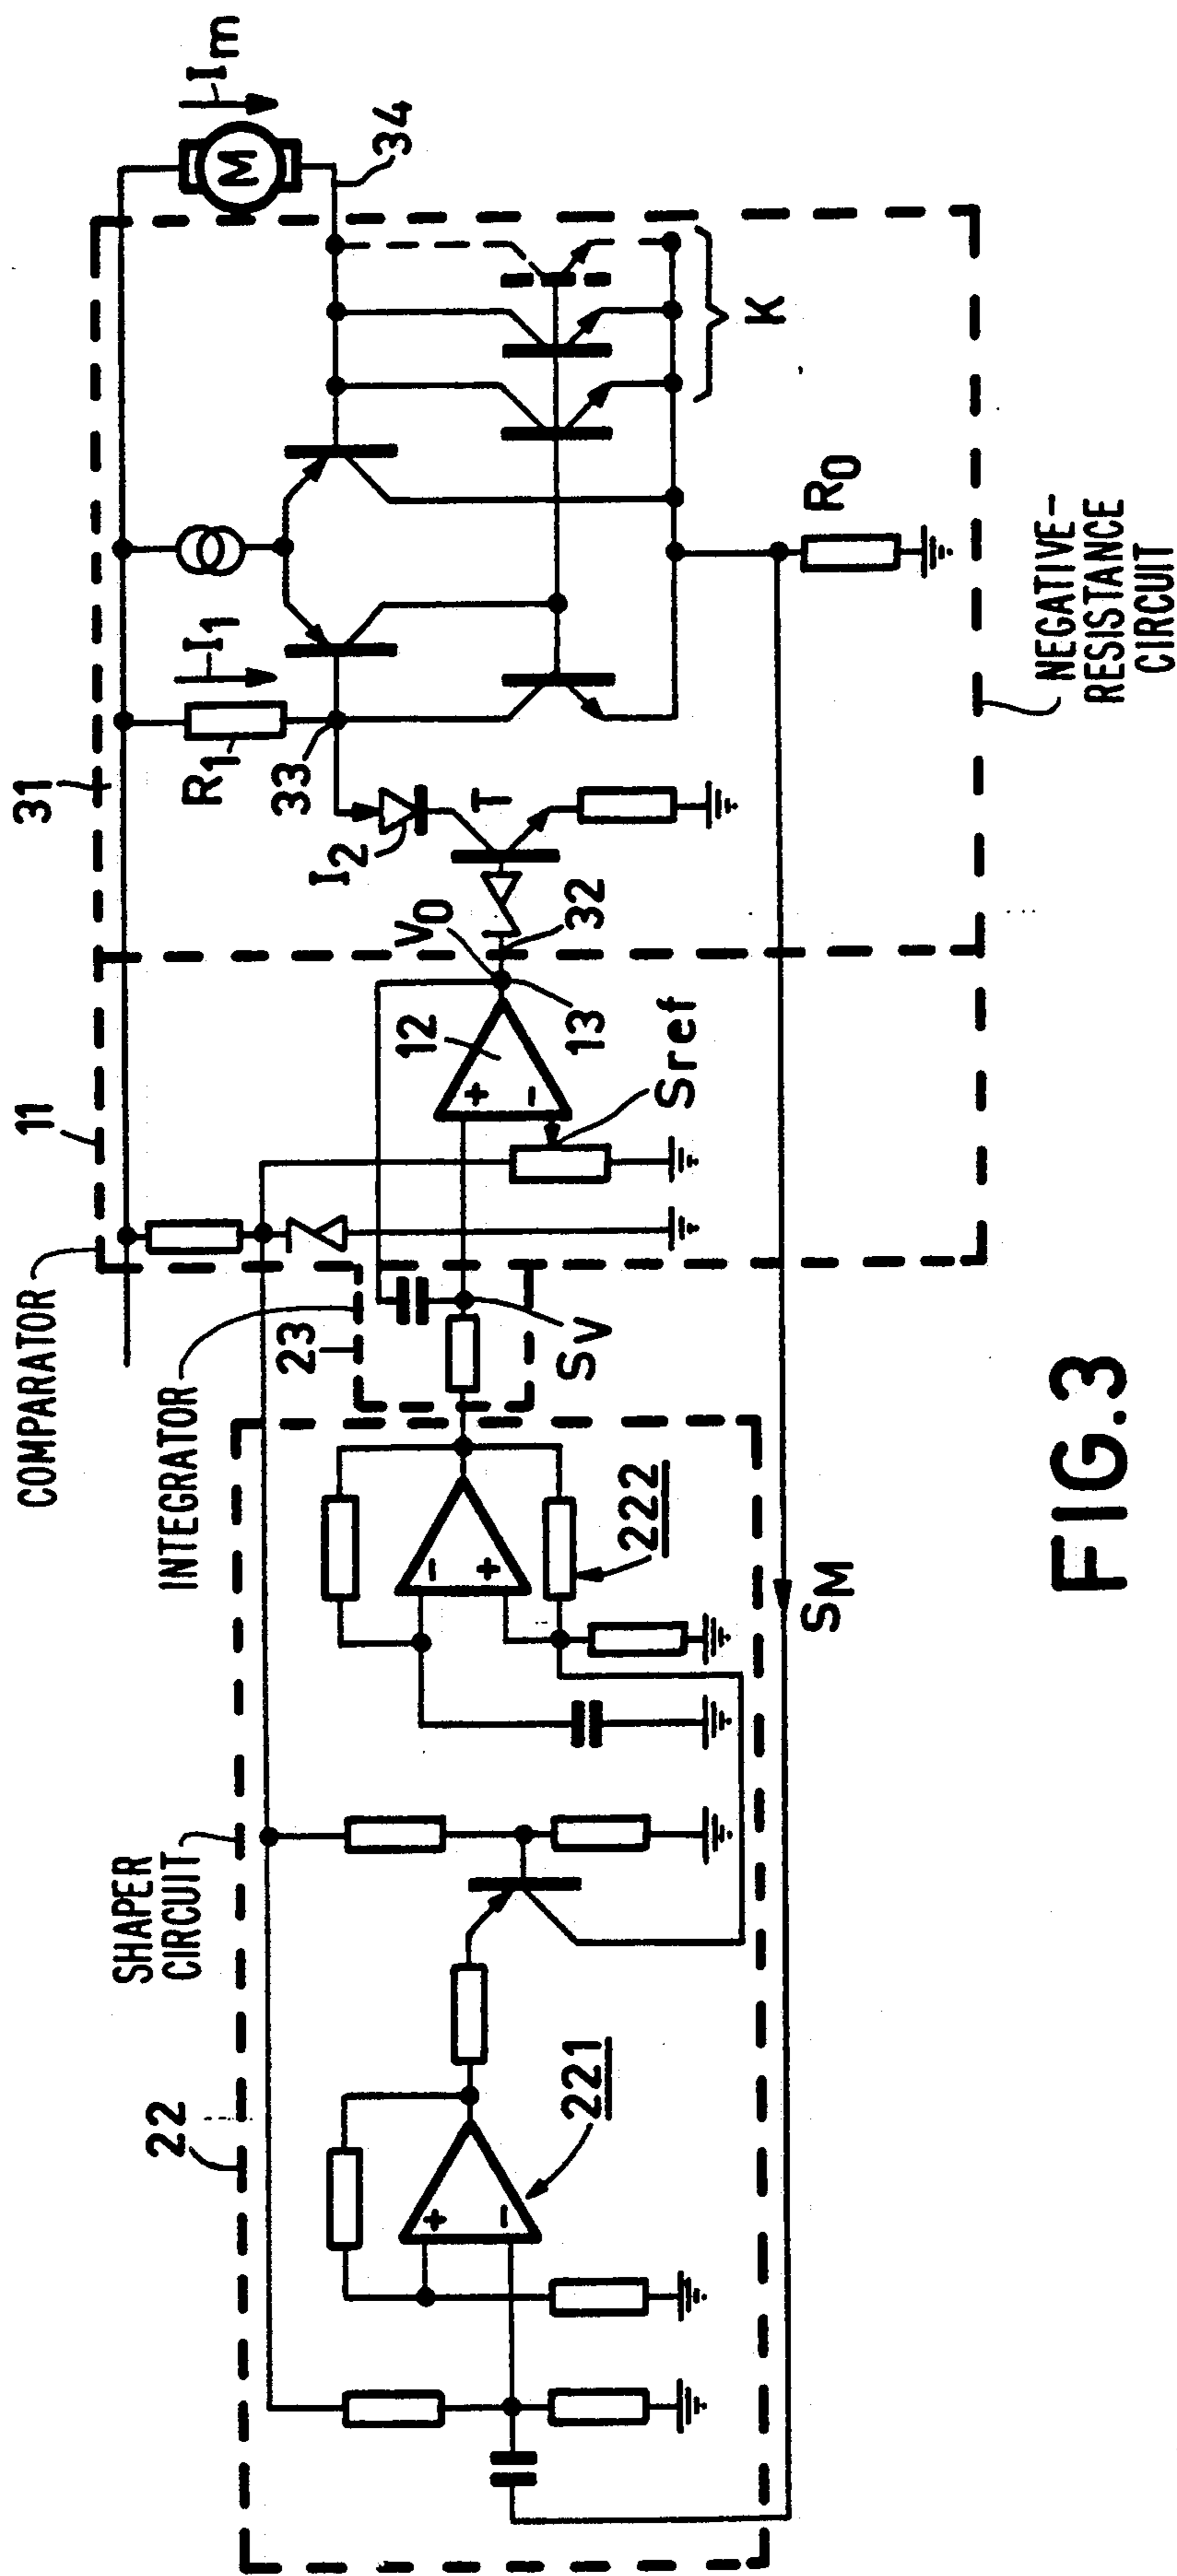 COMPARATOR
11
31
INTEGRATOR
23
SHAPER
CIRCUIT
22
R1
I1
33
I2
T
V0
32
12
13
Sref
+
−
SV
222
−
+
221
+
−
SM
M
Im
34
K
R0
NEGATIVE-
RESISTANCE
CIRCUIT
FIG.3